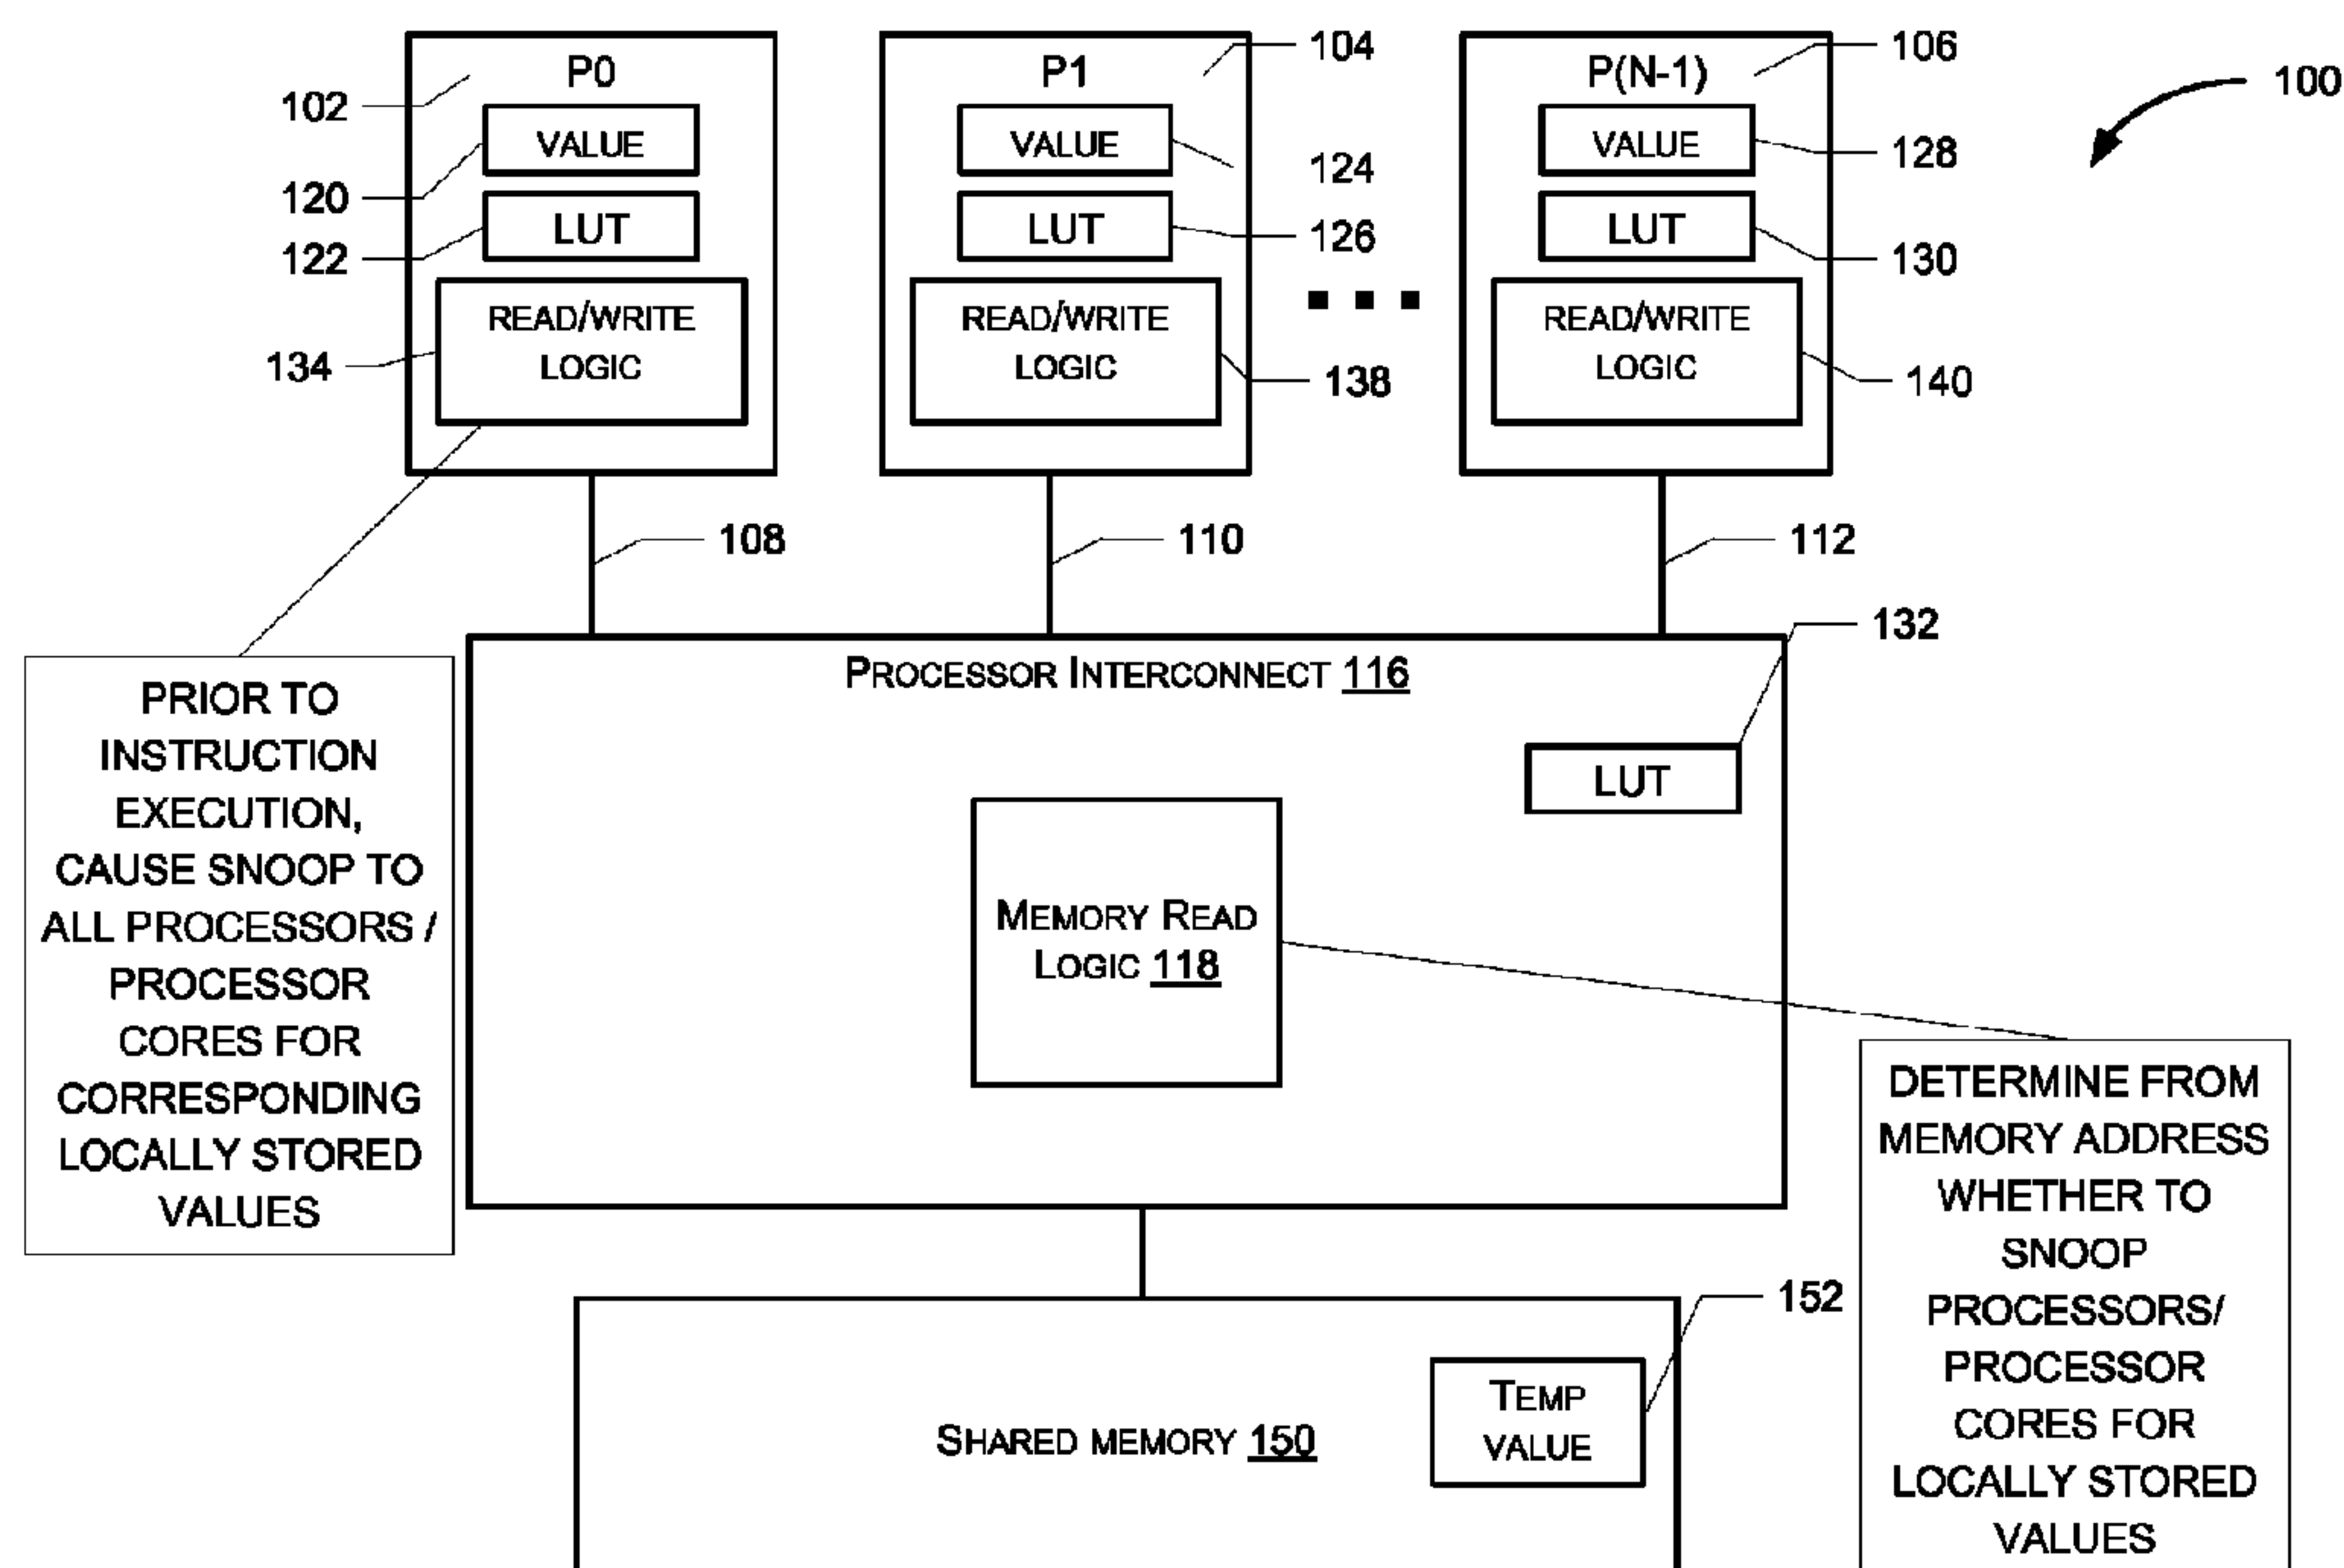 P0
102
VALUE
120
LUT
122
READ/WRITE
LOGIC
134
P1
104
VALUE
124
LUT
126
READ/WRITE
LOGIC
138
P(N-1)
106
VALUE
128
LUT
130
READ/WRITE
LOGIC
140
100
108
110
112
132
PROCESSOR INTERCONNECT 116
LUT
MEMORY READ
LOGIC 118
PRIOR TO
INSTRUCTION
EXECUTION,
CAUSE SNOOP TO
ALL PROCESSORS /
PROCESSOR
CORES FOR
CORRESPONDING
LOCALLY STORED
VALUES
DETERMINE FROM
MEMORY ADDRESS
WHETHER TO
SNOOP
PROCESSORS/
PROCESSOR
CORES FOR
LOCALLY STORED
VALUES
152
TEMP
VALUE
SHARED MEMORY 150